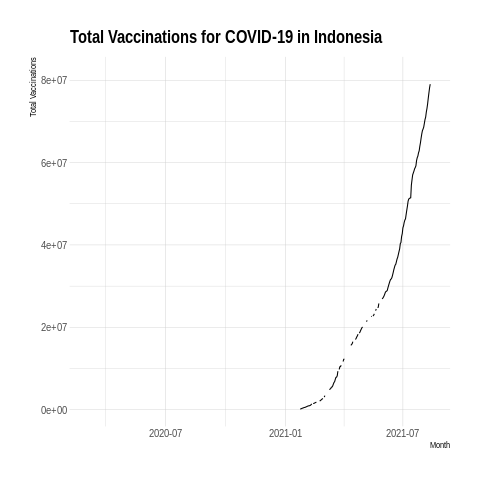 Total Vaccinations for COVID-19 in Indonesia
Total Vaccinations
8e+07
6e+07
4e+07
2e+07
0e+00
2020-07 2021-01 2021-07
Month